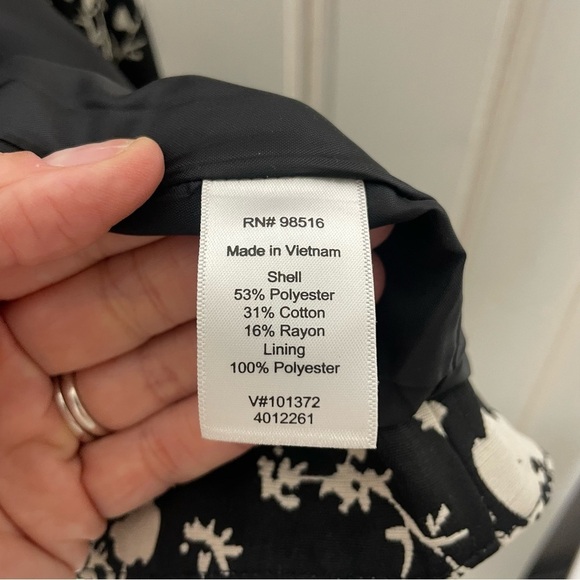 RN# 98516
Made in Vietnam
Shell
53% Polyester
31% Cotton
16% Rayon
Lining
100% Polyester
V#101372
4012261